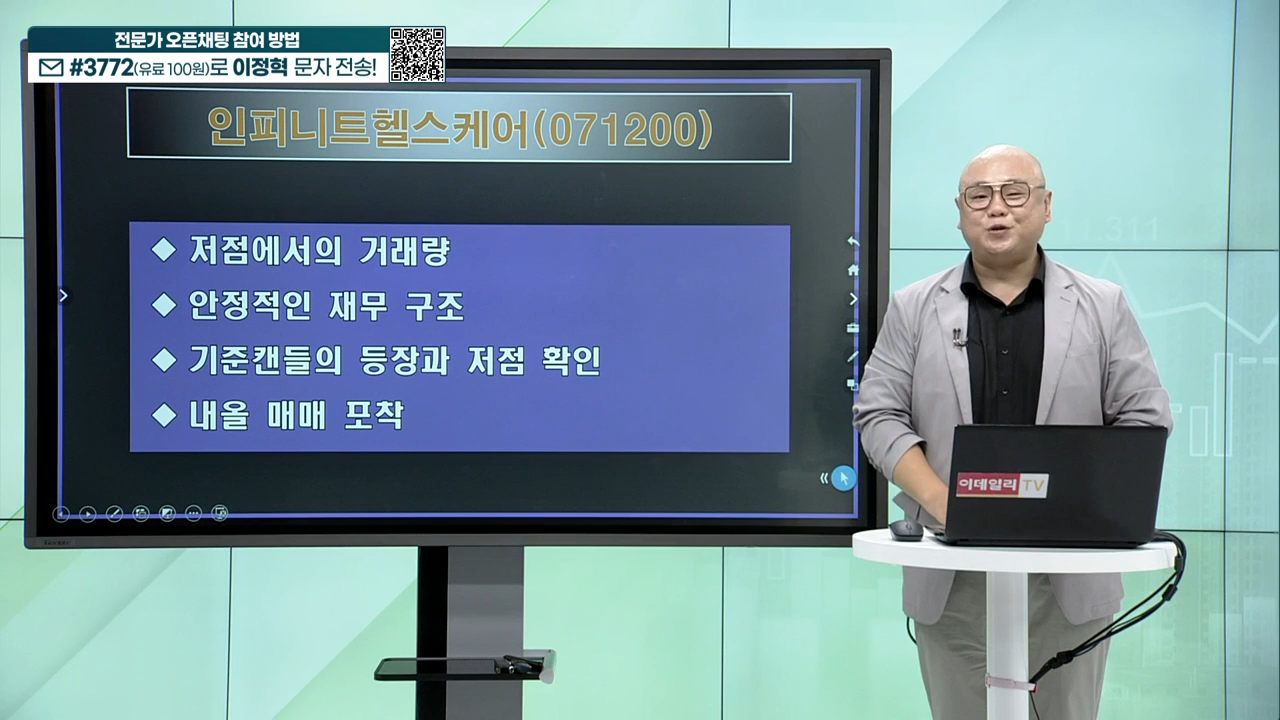 전문가 오픈채팅 참여 방법
#3772(유료 100원)로 이정혁 문자 전송!
인피니트헬스케어(071200)
◆ 저점에서의 거래량
◆ 안정적인 재무 구조
◆ 기준캔들의 등장과 저점 확인
◆ 내올 매매 포착
이데일리TV
11,311